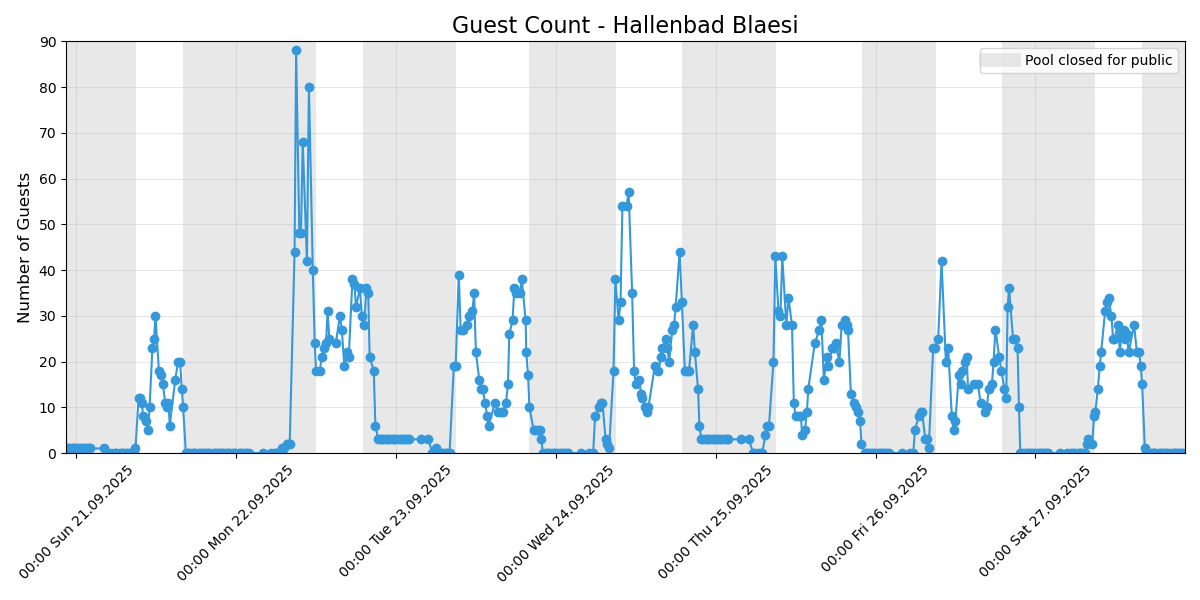 Guest Count - Hallenbad Blaesi
Pool closed for public
Number of Guests
90
80
70
60
50
40
30
20
10
0
00:00 Sun 21.09.2025
00:00 Mon 22.09.2025
00:00 Tue 23.09.2025
00:00 Wed 24.09.2025
00:00 Thu 25.09.2025
00:00 Fri 26.09.2025
00:00 Sat 27.09.2025